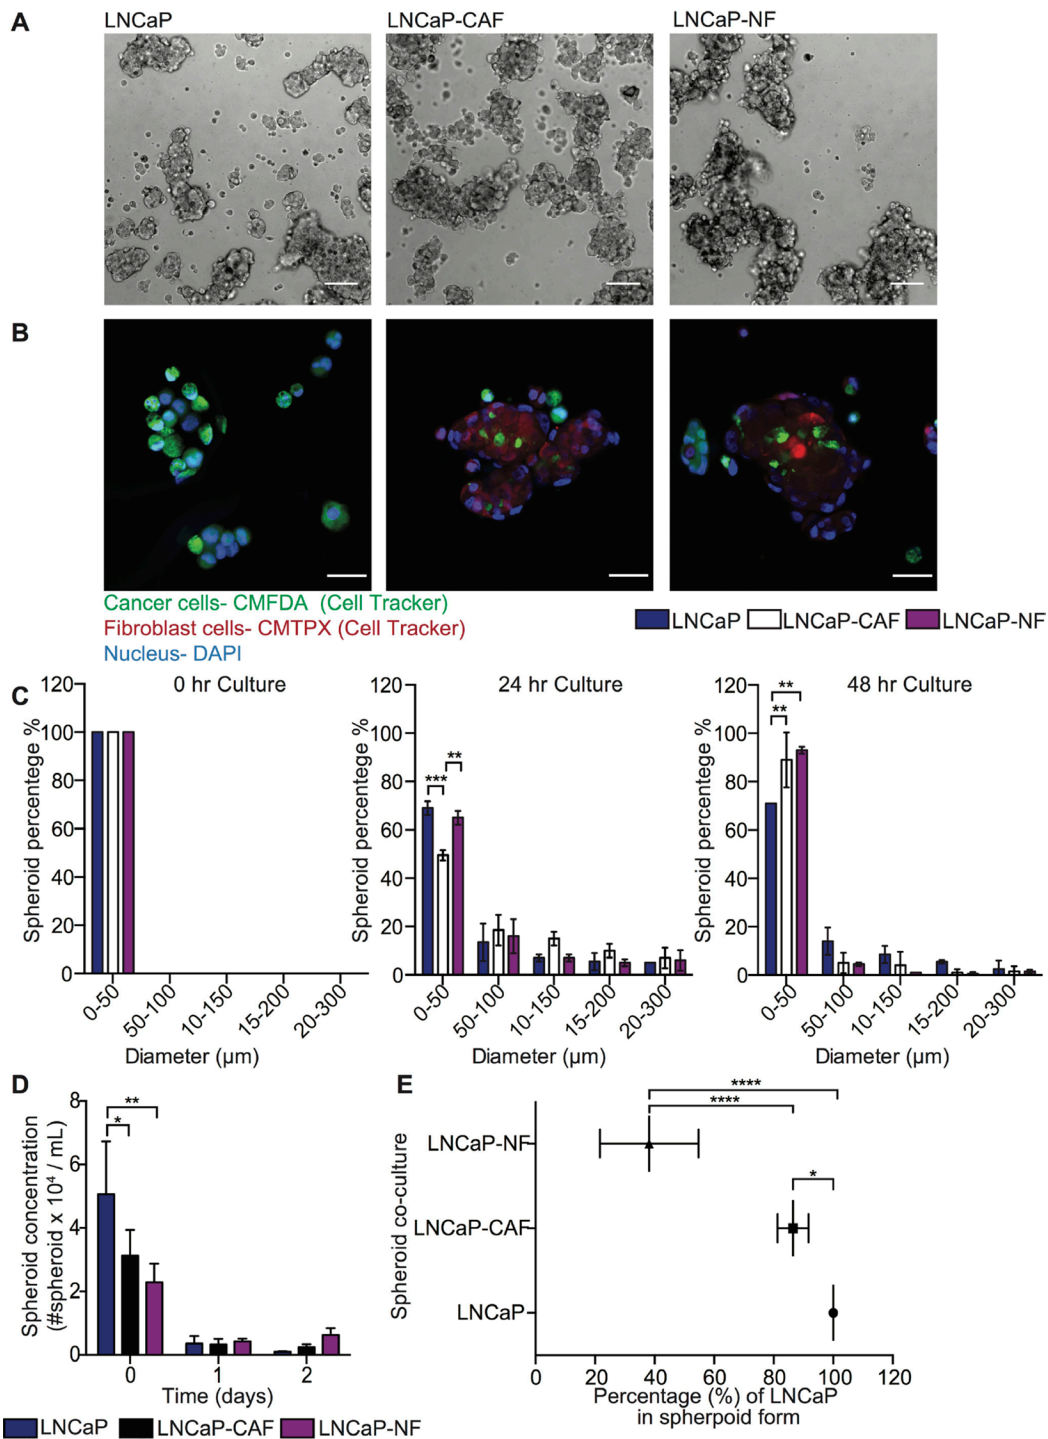 A
LNCaP
LNCaP-CAF
LNCaP-NF
B
Cancer cells- CMFDA (Cell Tracker)
Fibroblast cells- CMTPX (Cell Tracker)
Nucleus- DAPI
LNCaP
LNCaP-CAF
LNCaP-NF
C
0 hr Culture
Spheroid percentege %
120
100
80
60
40
20
0
0-50
50-100
10-150
15-200
20-300
Diameter (µm)
24 hr Culture
Spheroid percentege %
120
100
80
60
40
20
0
***
**
0-50
50-100
10-150
15-200
20-300
Diameter (µm)
48 hr Culture
Spheroid percentege %
120
100
80
60
40
20
0
**
**
0-50
50-100
10-150
15-200
20-300
Diameter (µm)
D
Spheroid concentration
(#spheroid x 10⁴ / mL)
8
6
4
2
0
**
*
0
1
2
Time (days)
LNCaP
LNCaP-CAF
LNCaP-NF
E
Spheroid co-culture
LNCaP-NF
LNCaP-CAF
LNCaP
****
****
*
0
20
40
60
80
100
120
Percentage (%) of LNCaP
in spherpoid form